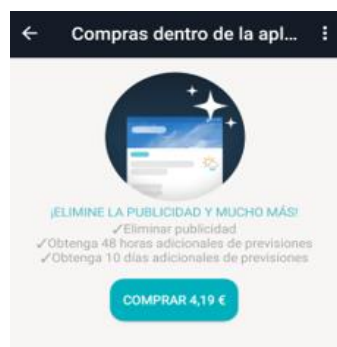 Compras dentro de la apl...
¡ELIMINE LA PUBLICIDAD Y MUCHO MÁS!
✓Eliminar publicidad
✓Obtenga 48 horas adicionales de previsiones
✓Obtenga 10 días adicionales de previsiones
COMPRAR 4,19 €